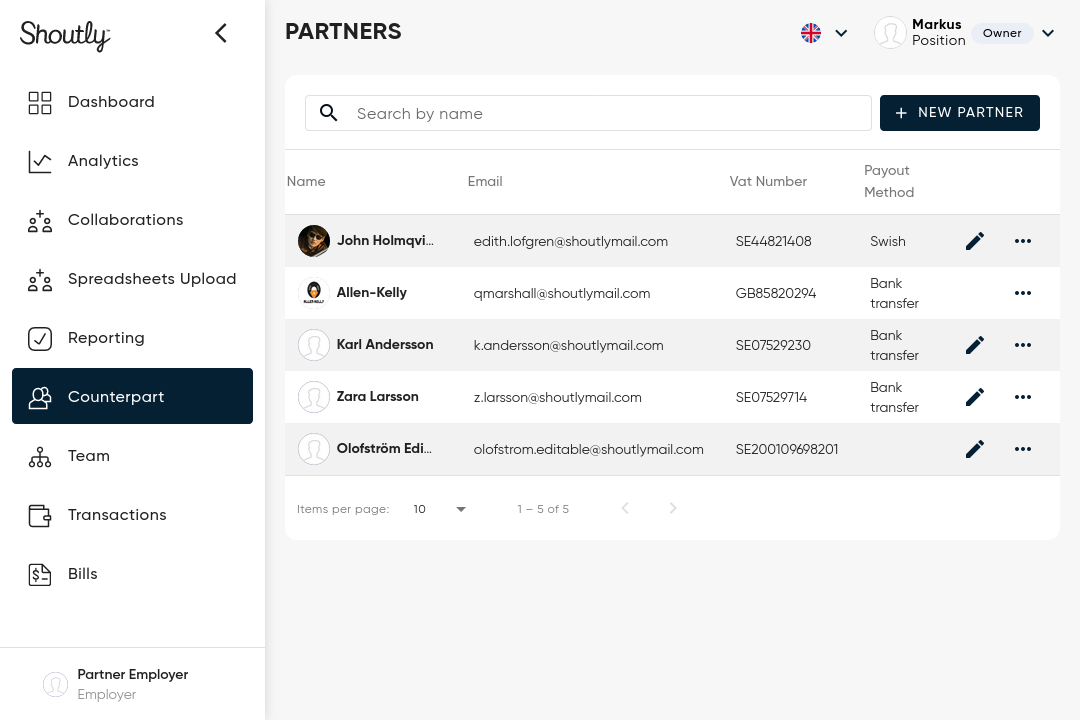 Shoutly
Dashboard
Analytics
Collaborations
Spreadsheets Upload
Reporting
Counterpart
Team
Transactions
Bills
Partner Employer
Employer
PARTNERS
Markus
Position
Owner
Search by name
+ NEW PARTNER
Name Email Vat Number Payout Method
John Holmqvi... edith.lofgren@shoutlymail.com SE44821408 Swish
Allen-Kelly qmarshall@shoutlymail.com GB85820294 Bank transfer
Karl Andersson k.andersson@shoutlymail.com SE07529230 Bank transfer
Zara Larsson z.larsson@shoutlymail.com SE07529714 Bank transfer
Olofström Edi... olofstrom.editable@shoutlymail.com SE200109698201
Items per page: 10 1 – 5 of 5